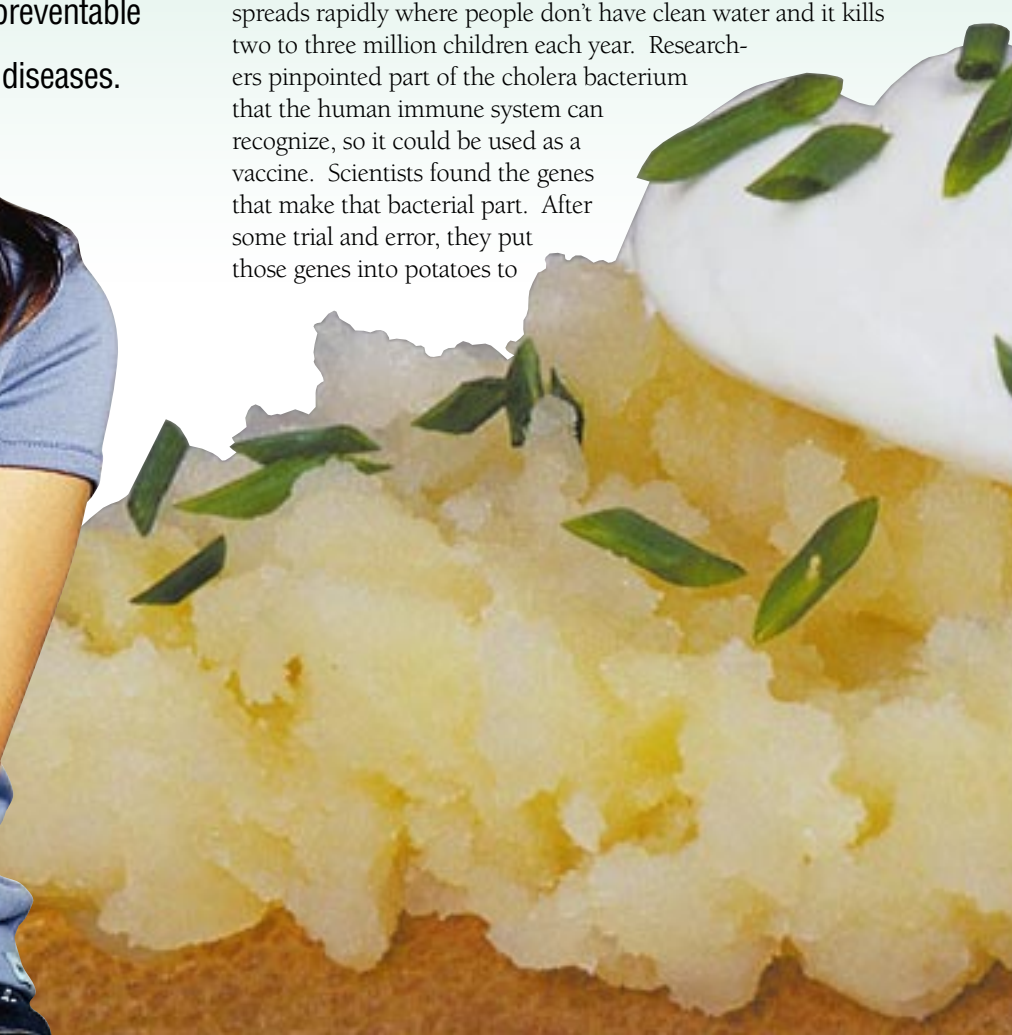 preventable
diseases.
spreads rapidly where people don't have clean water and it kills
two to three million children each year.  Research-
ers pinpointed part of the cholera bacterium
that the human immune system can
recognize, so it could be used as a
vaccine.  Scientists found the genes
that make that bacterial part.  After
some trial and error, they put
those genes into potatoes to